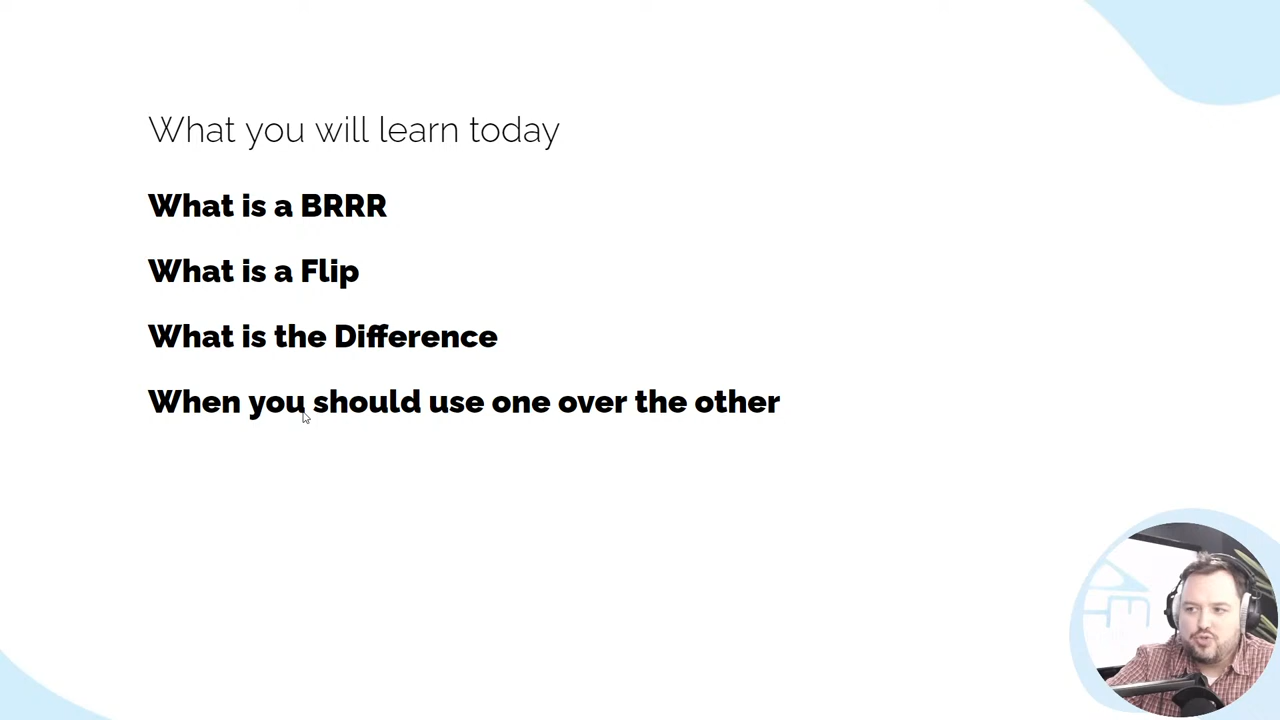 What you will learn today
What is a BRRR
What is a Flip
What is the Difference
When you should use one over the other